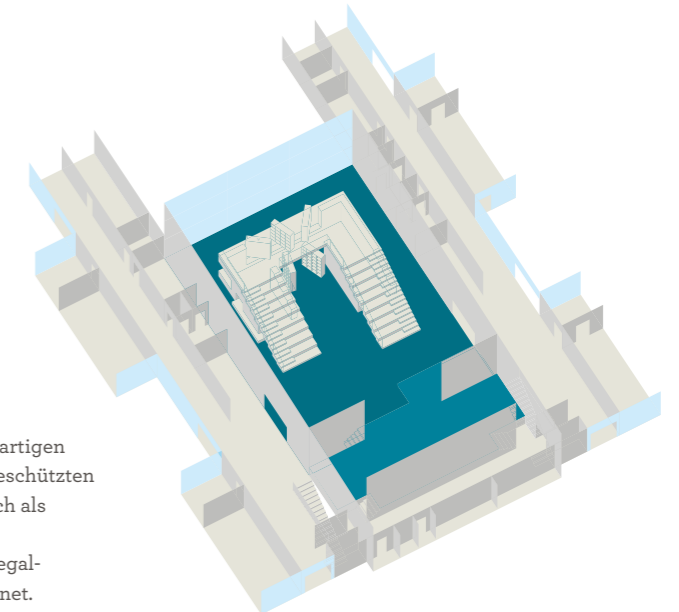 artigen
eschützten
ch als
egal-
net.